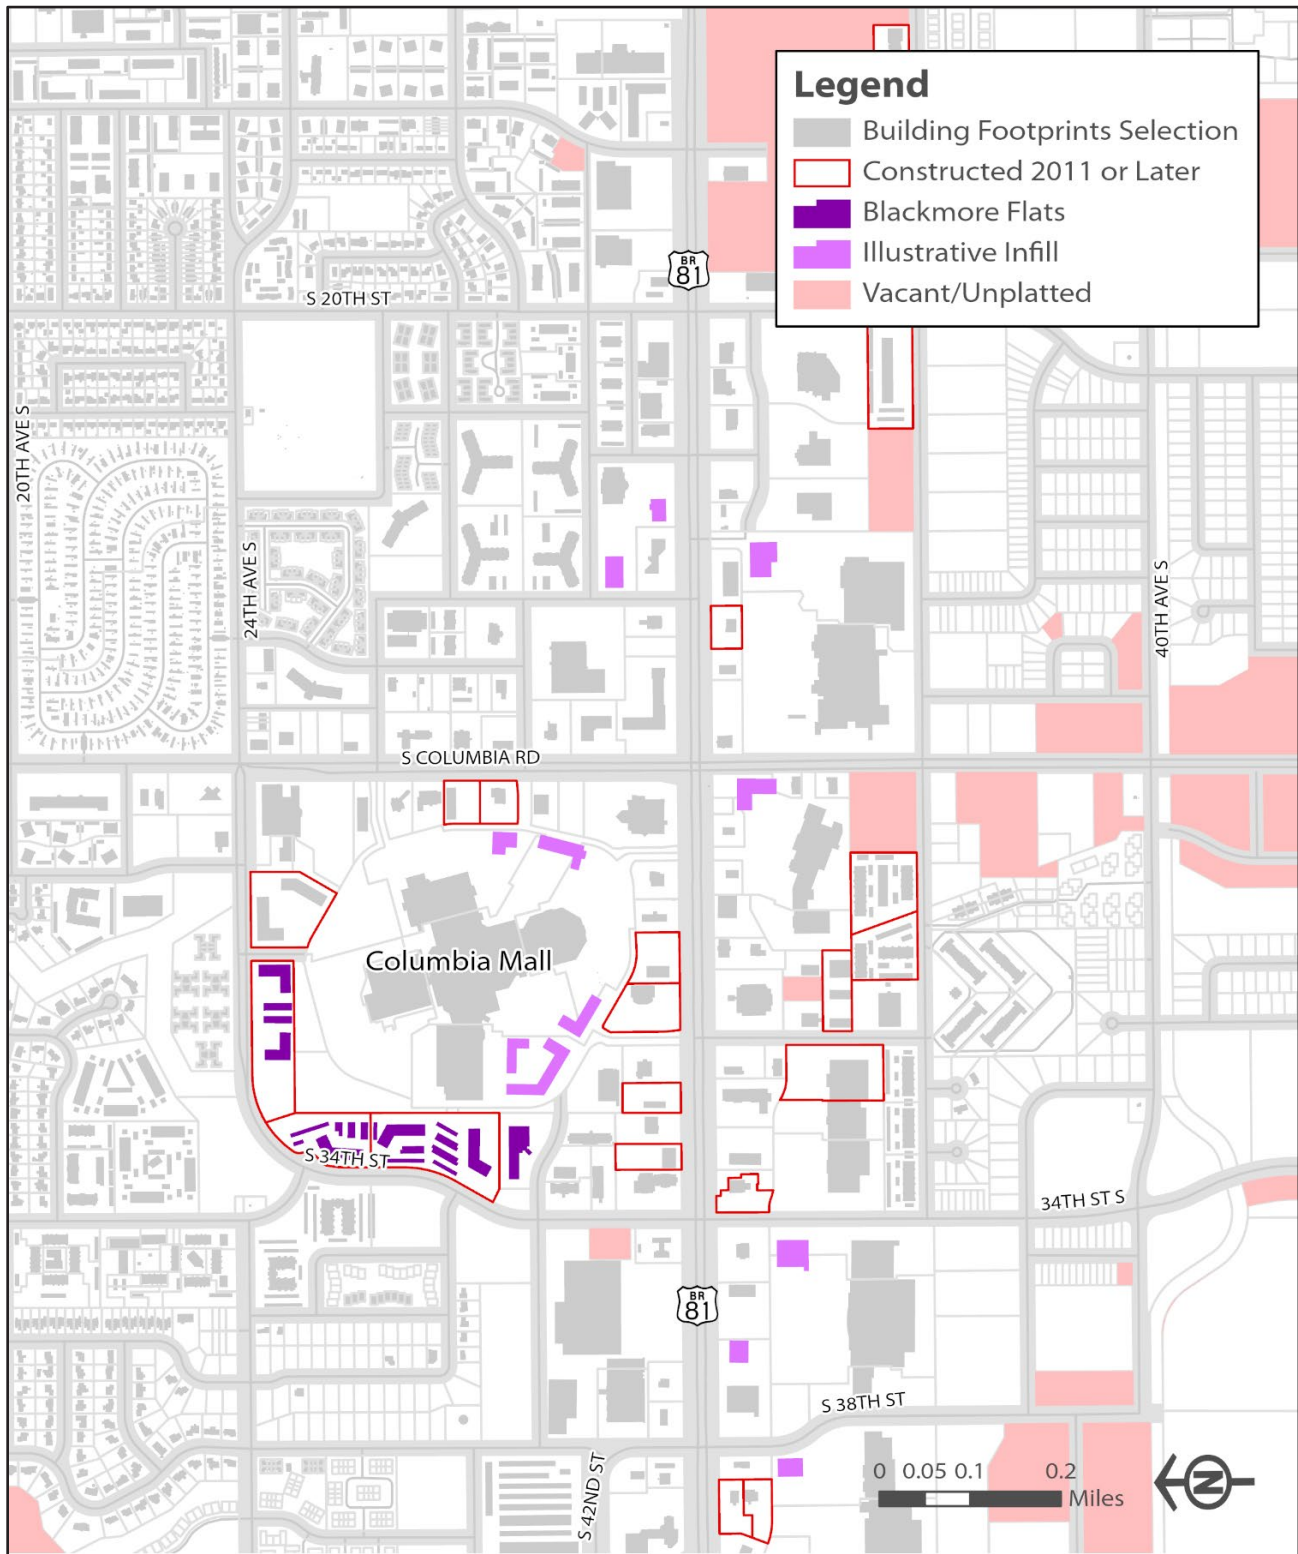 Legend
Building Footprints Selection
Constructed 2011 or Later
Blackmore Flats
Illustrative Infill
Vacant/Unplatted
BR
81
S 20TH ST
20TH AVE S
24TH AVE S
40TH AVE S
S COLUMBIA RD
Columbia Mall
S 34TH ST
34TH ST S
BR
81
S 38TH ST
S 42ND ST
0 0.05 0.1 0.2
Miles
N